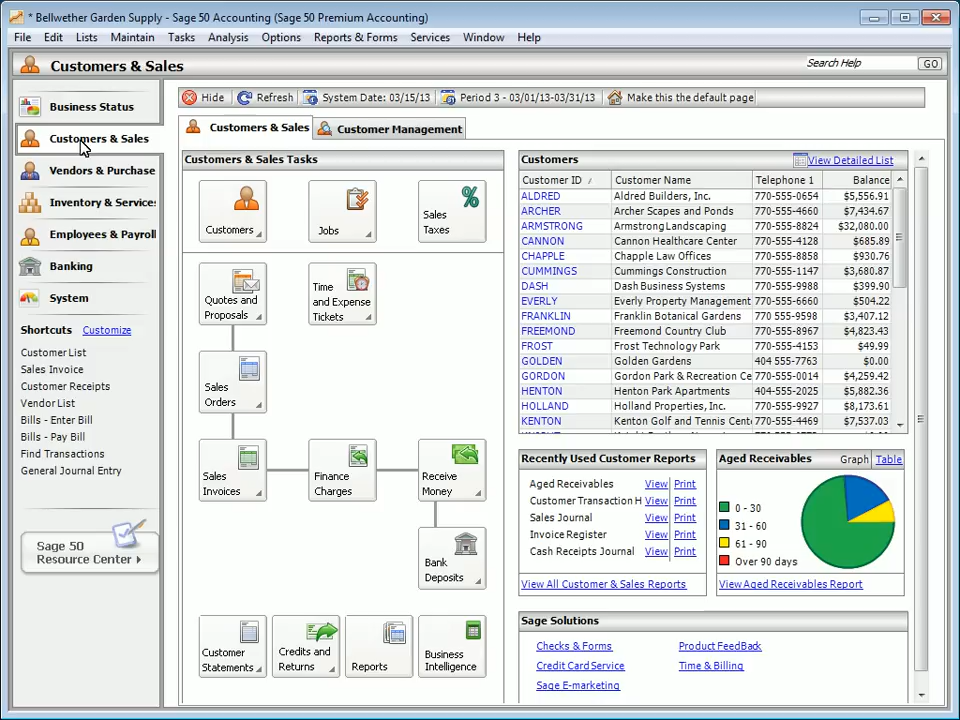 * Bellwether Garden Supply - Sage 50 Accounting (Sage 50 Premium Accounting)
File Edit Lists Maintain Tasks Analysis Options Reports & Forms Services Window Help
Customers & Sales
Search Help GO
Business Status
Customers & Sales
Vendors & Purchase
Inventory & Service
Employees & Payroll
Banking
System
Shortcuts Customize
Customer List
Sales Invoice
Customer Receipts
Vendor List
Bills - Enter Bill
Bills - Pay Bill
Find Transactions
General Journal Entry
Sage 50
Resource Center
Hide Refresh System Date: 03/15/13 Period 3 - 03/01/13-03/31/13 Make this the default page
Customers & Sales Customer Management
Customers & Sales Tasks
Customers
Jobs
Sales
Taxes
Quotes and
Proposals
Time
and Expense
Tickets
Sales
Orders
Sales
Invoices
Finance
Charges
Receive
Money
Bank
Deposits
Customer
Statements
Credits and
Returns
Reports
Business
Intelligence
Customers View Detailed List
Customer ID Customer Name Telephone 1 Balance
ALDRED Aldred Builders, Inc. 770-555-0654 $5,556.91
ARCHER Archer Scapes and Ponds 770-555-4660 $7,434.67
ARMSTRONG Armstrong Landscaping 770-555-8824 $32,080.00
CANNON Cannon Healthcare Center 770-555-4128 $685.89
CHAPPLE Chapple Law Offices 770-555-8858 $930.76
CUMMINGS Cummings Construction 770-555-1147 $3,680.87
DASH Dash Business Systems 770-555-9988 $399.90
EVERLY Everly Property Management 770-555-6660 $504.22
FRANKLIN Franklin Botanical Gardens 770 555-9598 $3,407.12
FREEMOND Freemond Country Club 770-555-8967 $4,823.43
FROST Frost Technology Park 770-555-4153 $49.99
GOLDEN Golden Gardens 404 555-7763 $0.00
GORDON Gordon Park & Recreation Ce 770-555-0014 $4,259.42
HENTON Henton Park Apartments 404-555-2025 $5,882.36
HOLLAND Holland Properties, Inc. 770-555-9927 $8,173.61
KENTON Kenton Golf and Tennis Cente 770-555-4469 $7,537.03
Recently Used Customer Reports
Aged Receivables View Print
Customer Transaction H View Print
Sales Journal View Print
Invoice Register View Print
Cash Receipts Journal View Print
View All Customer & Sales Reports
Aged Receivables Graph Table
0 - 30
31 - 60
61 - 90
Over 90 days
View Aged Receivables Report
Sage Solutions
Checks & Forms Product FeedBack
Credit Card Service Time & Billing
Sage E-marketing